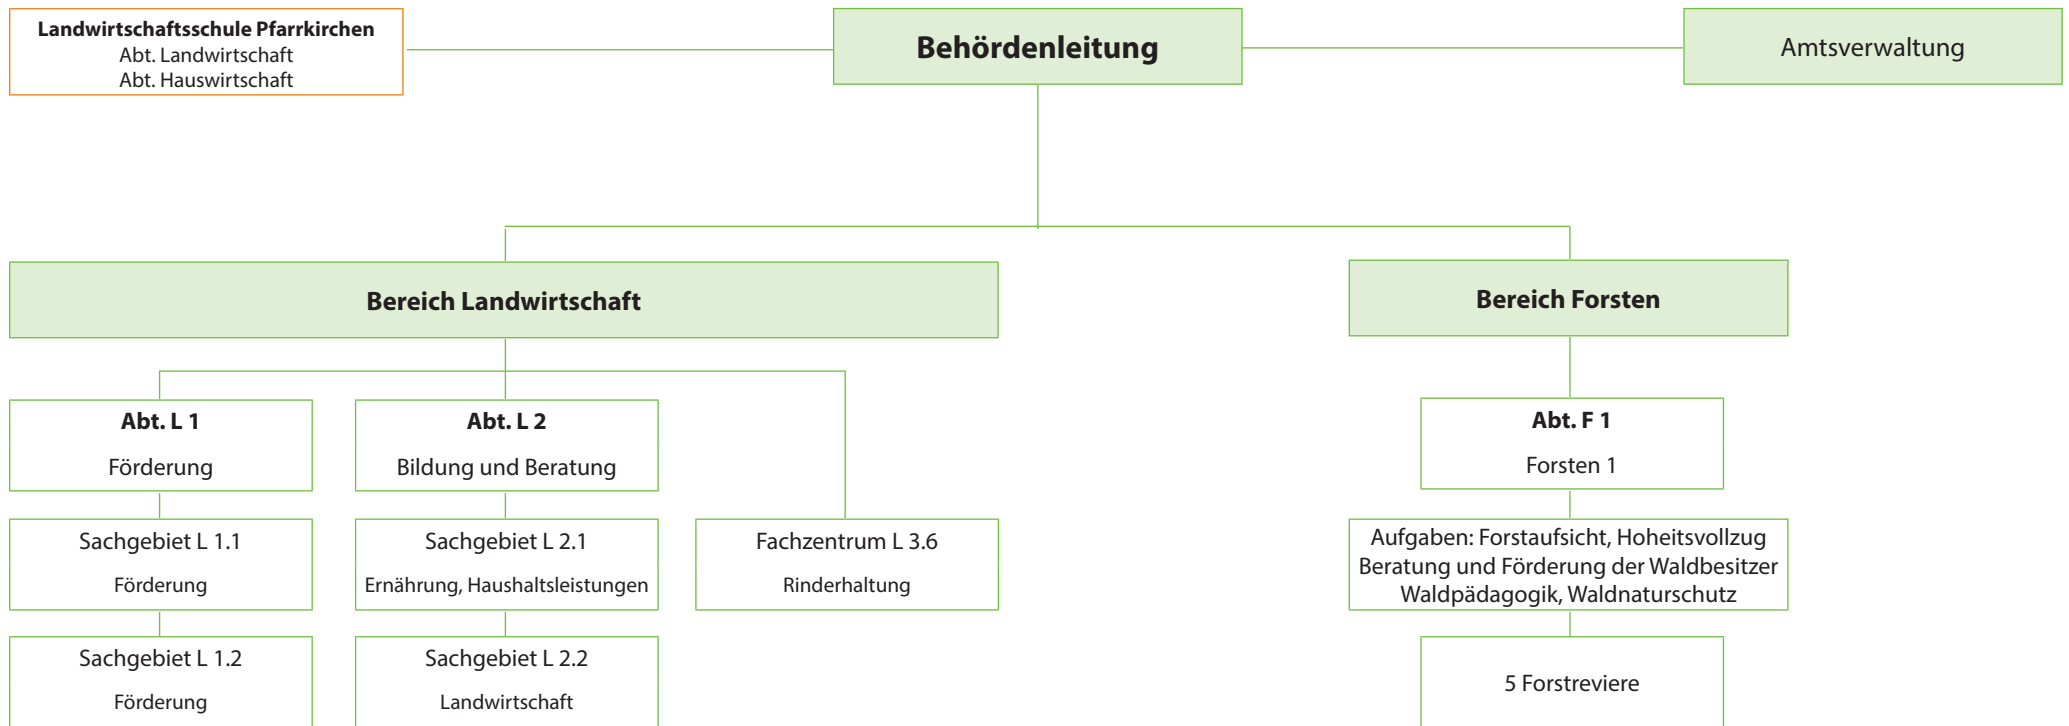 Landwirtschaftsschule Pfarrkirchen
Abt. Landwirtschaft
Abt. Hauswirtschaft
Behördenleitung
Amtsverwaltung
Bereich Landwirtschaft
Bereich Forsten
Abt. L 1
Förderung
Abt. L 2
Bildung und Beratung
Abt. F 1
Forsten 1
Sachgebiet L 1.1
Förderung
Sachgebiet L 2.1
Ernährung, Haushaltsleistungen
Fachzentrum L 3.6
Rinderhaltung
Aufgaben: Forstaufsicht, Hoheitsvollzug
Beratung und Förderung der Waldbesitzer
Waldpädagogik, Waldnaturschutz
Sachgebiet L 1.2
Förderung
Sachgebiet L 2.2
Landwirtschaft
5 Forstreviere